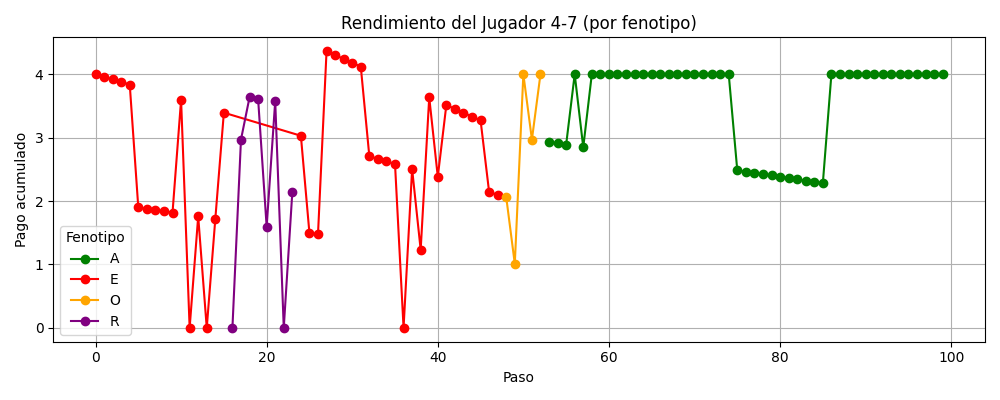 Rendimiento del Jugador 4-7 (por fenotipo)
Pago acumulado
4
3
2
1
0
Fenotipo
A
E
O
R
0 20 40 60 80 100
Paso